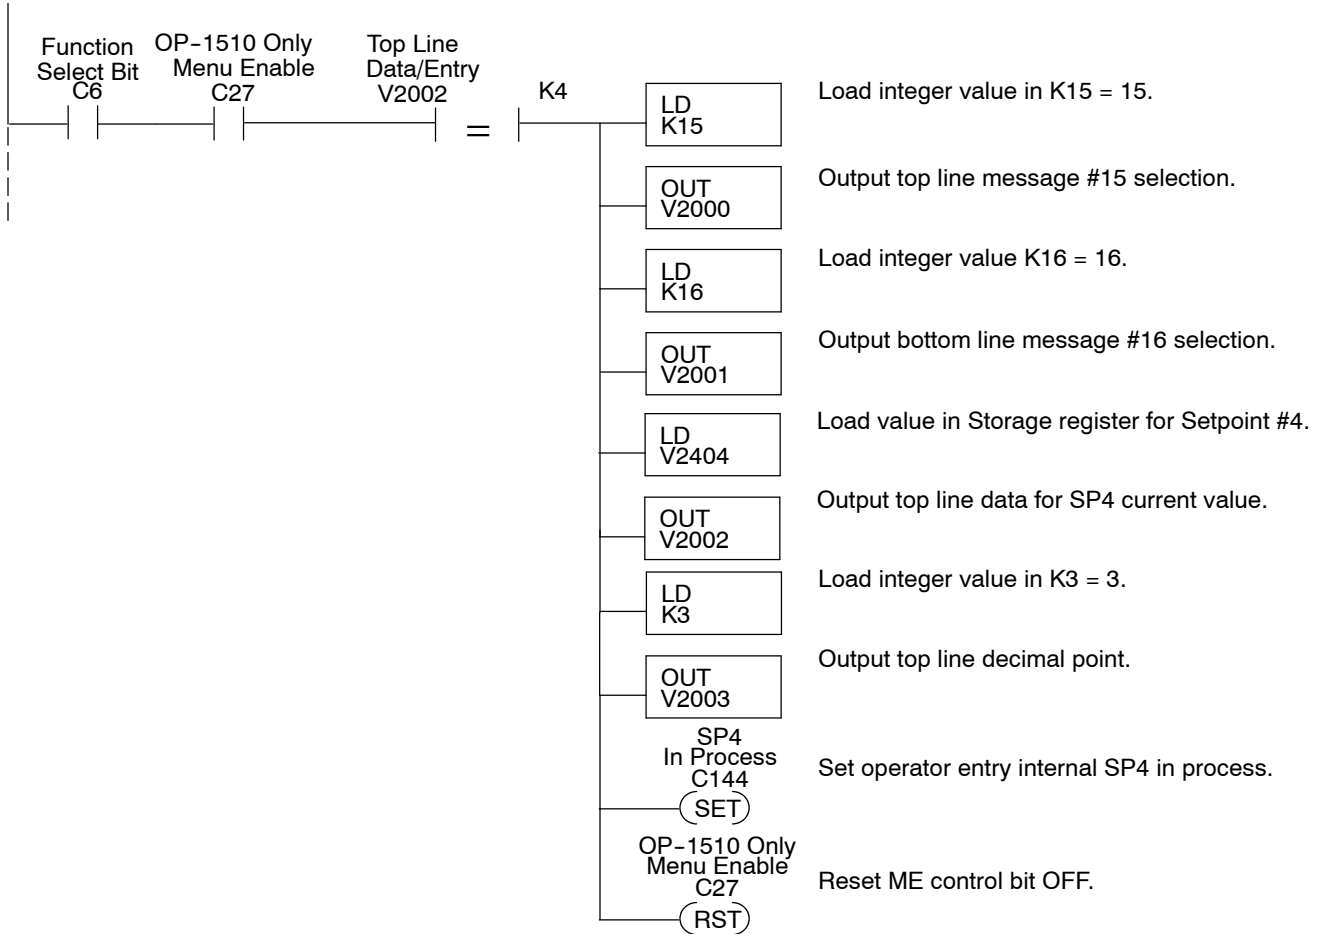 Function
Select Bit
C6
OP-1510 Only
Menu Enable
C27
Top Line
Data/Entry
V2002
=
K4
LD
K15
Load integer value in K15 = 15.
OUT
V2000
Output top line message #15 selection.
LD
K16
Load integer value K16 = 16.
OUT
V2001
Output bottom line message #16 selection.
LD
V2404
Load value in Storage register for Setpoint #4.
OUT
V2002
Output top line data for SP4 current value.
LD
K3
Load integer value in K3 = 3.
OUT
V2003
Output top line decimal point.
SP4
In Process
C144
SET
Set operator entry internal SP4 in process.
OP-1510 Only
Menu Enable
C27
RST
Reset ME control bit OFF.